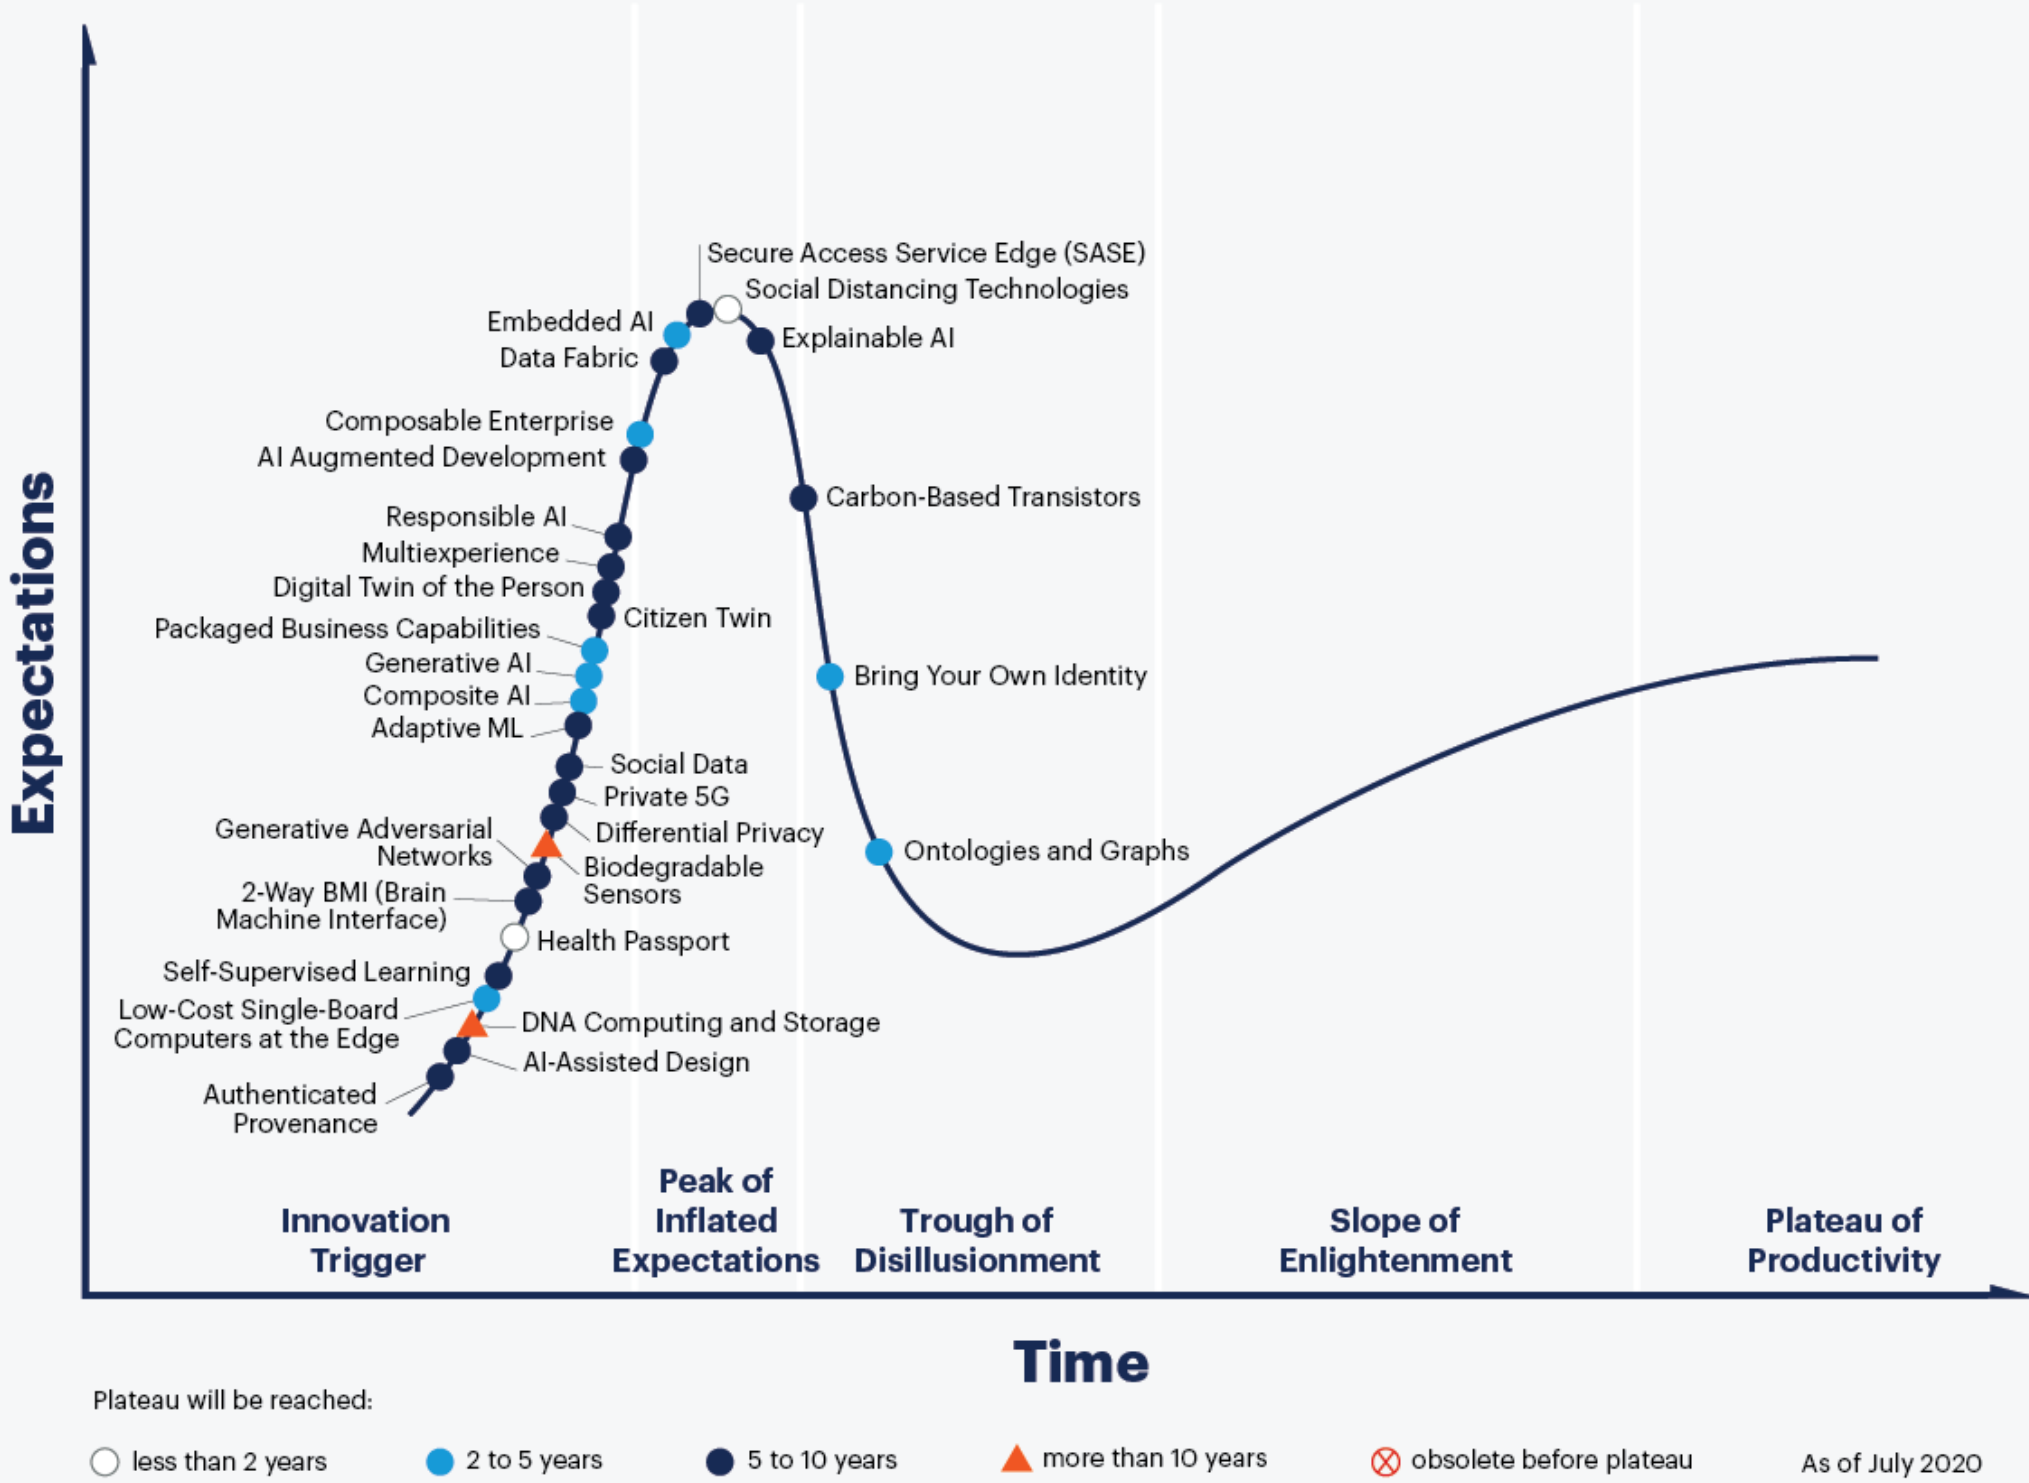 Expectations
Secure Access Service Edge (SASE)
Social Distancing Technologies
Embedded AI
Explainable AI
Data Fabric
Composable Enterprise
AI Augmented Development
Carbon-Based Transistors
Responsible AI
Multiexperience
Digital Twin of the Person
Citizen Twin
Packaged Business Capabilities
Generative AI
Bring Your Own Identity
Composite AI
Adaptive ML
Social Data
Private 5G
Generative Adversarial
Networks
Differential Privacy
Ontologies and Graphs
Biodegradable
Sensors
2-Way BMI (Brain
Machine Interface)
Health Passport
Self-Supervised Learning
Low-Cost Single-Board
Computers at the Edge
DNA Computing and Storage
AI-Assisted Design
Authenticated
Provenance
Innovation
Trigger
Peak of
Inflated
Expectations
Trough of
Disillusionment
Slope of
Enlightenment
Plateau of
Productivity
Time
Plateau will be reached:
less than 2 years
2 to 5 years
5 to 10 years
more than 10 years
obsolete before plateau
As of July 2020